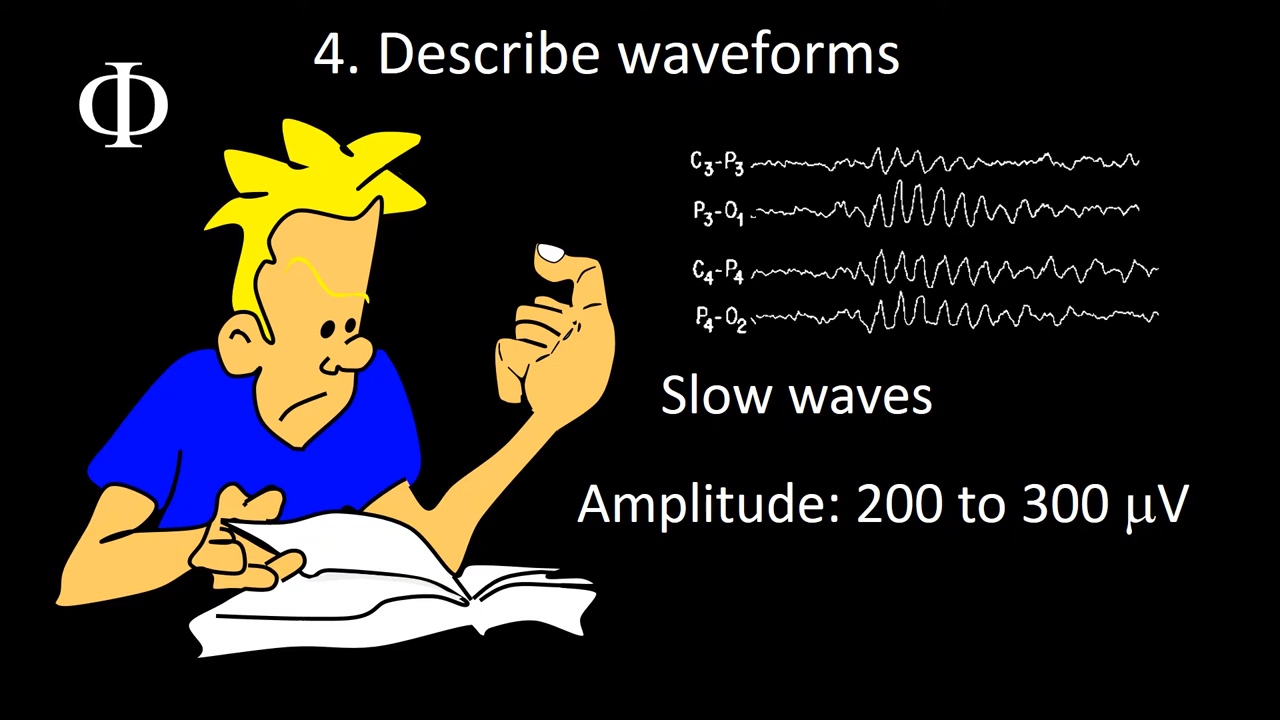 4. Describe waveforms
Φ
C3-P3
P3-O1
C4-P4
P4-O2
Slow waves
Amplitude: 200 to 300 μV